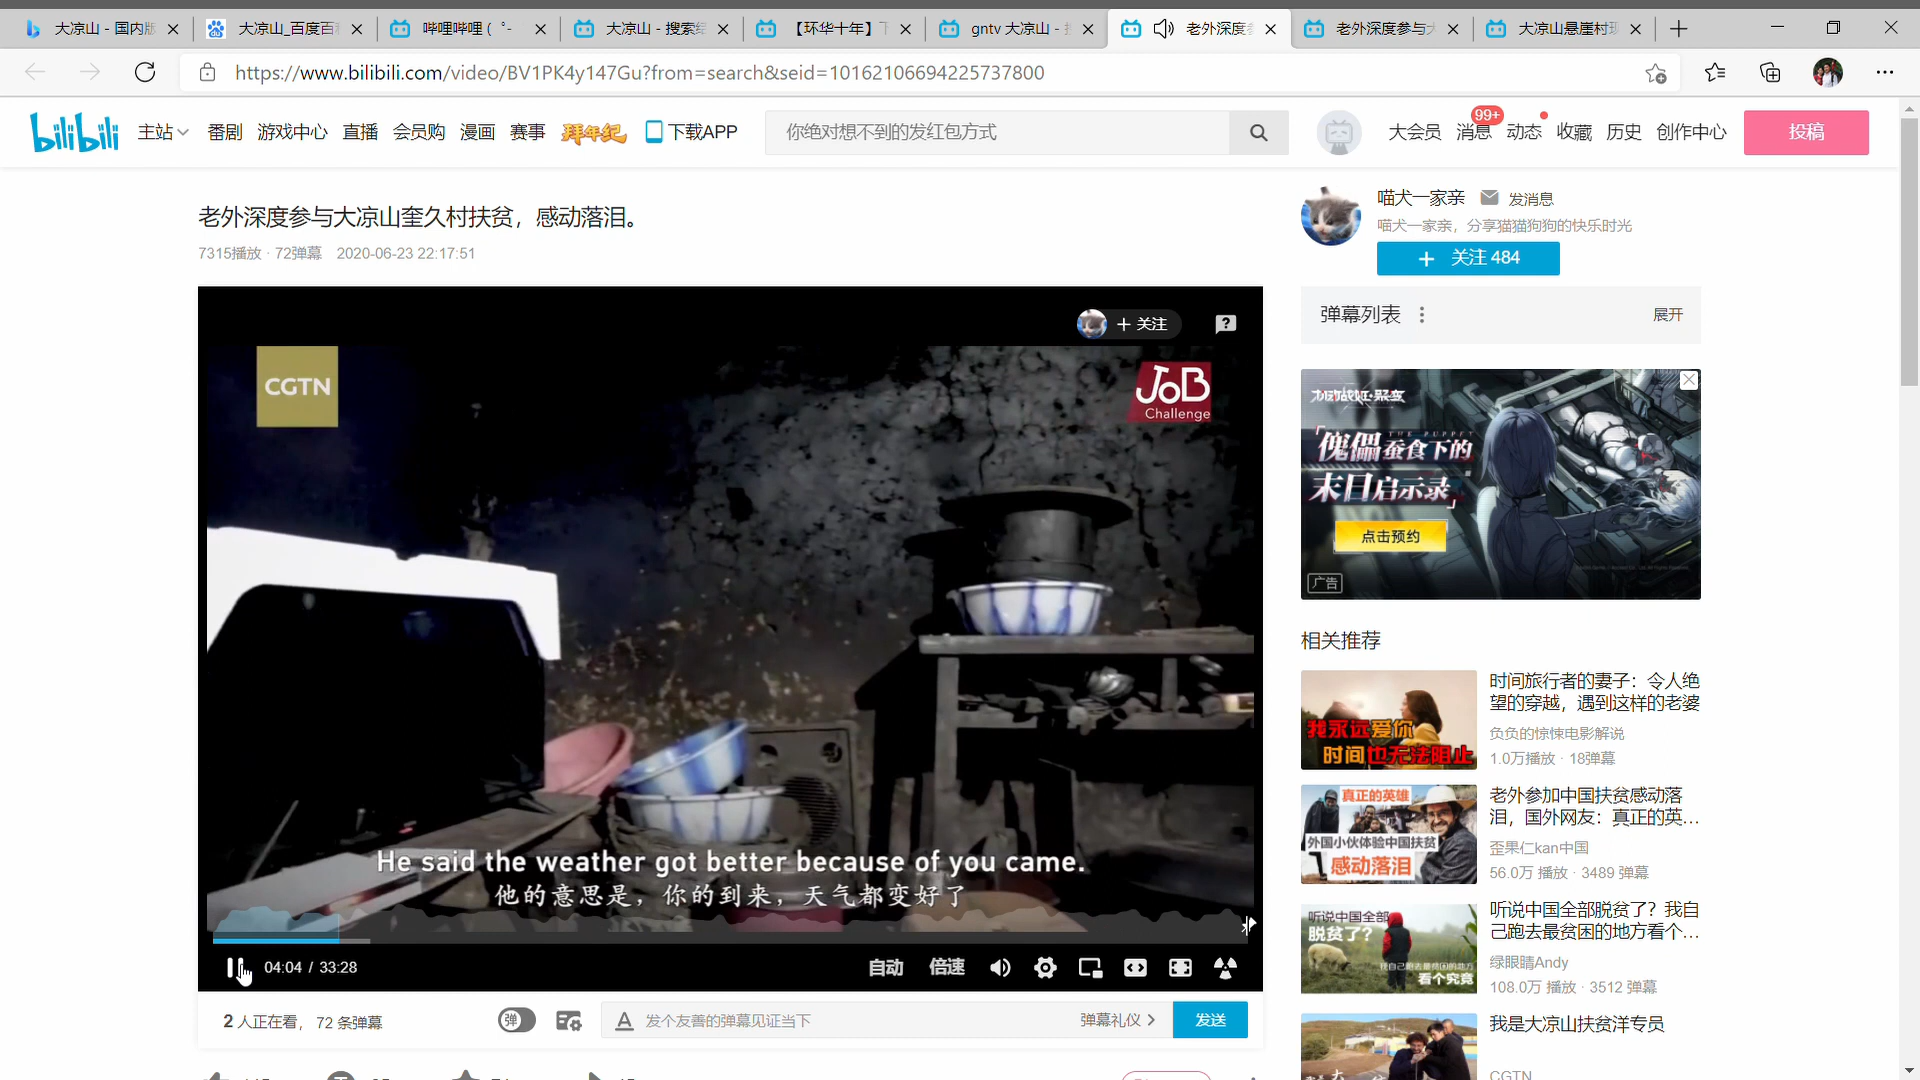 大凉山 - 国内版
大凉山_百度百科
哔哩哔哩 ( ゜-
大凉山 - 搜索结
【环华十年】下
gntv 大凉山 - 搜
老外深度参
老外深度参与大
大凉山悬崖村现
https://www.bilibili.com/video/BV1PK4y147Gu?from=search&seid=10162106694225737800
bilibili 主站 番剧 游戏中心 直播 会员购 漫画 赛事 拜年纪 下载APP
你绝对想不到的发红包方式
大会员 消息 99+ 动态 收藏 历史 创作中心 投稿
老外深度参与大凉山奎久村扶贫，感动落泪。
7315播放 · 72弹幕 2020-06-23 22:17:51
喵犬一家亲 发消息
喵犬一家亲，分享猫猫狗狗的快乐时光
+ 关注 484
+ 关注
CGTN
JOB
Challenge
He said the weather got better because of you came.
他的意思是，你的到来，天气都变好了
04:04 / 33:28
自动 倍速
2 人正在看， 72 条弹幕
弹
A 发个友善的弹幕见证当下
弹幕礼仪 >
发送
弹幕列表
展开
「傀儡蚕食下的
THE PUPPET
末日启示录」
点击预约
广告
相关推荐
我永远爱你
时间也无法阻止
时间旅行者的妻子：令人绝
望的穿越，遇到这样的老婆
负负的惊悚电影解说
1.0万播放 · 18弹幕
真正的英雄
外国小伙体验中国扶贫
感动落泪
老外参加中国扶贫感动落
泪，国外网友：真正的英...
歪果仁kan中国
56.0万 播放 · 3489 弹幕
听说中国全部
脱贫了？
我自己跑去最贫困的地方
看个究竟
听说中国全部脱贫了？我自
己跑去最贫困的地方看个...
绿眼睛Andy
108.0万 播放 · 3512 弹幕
我是大凉山扶贫洋专员
CGTN